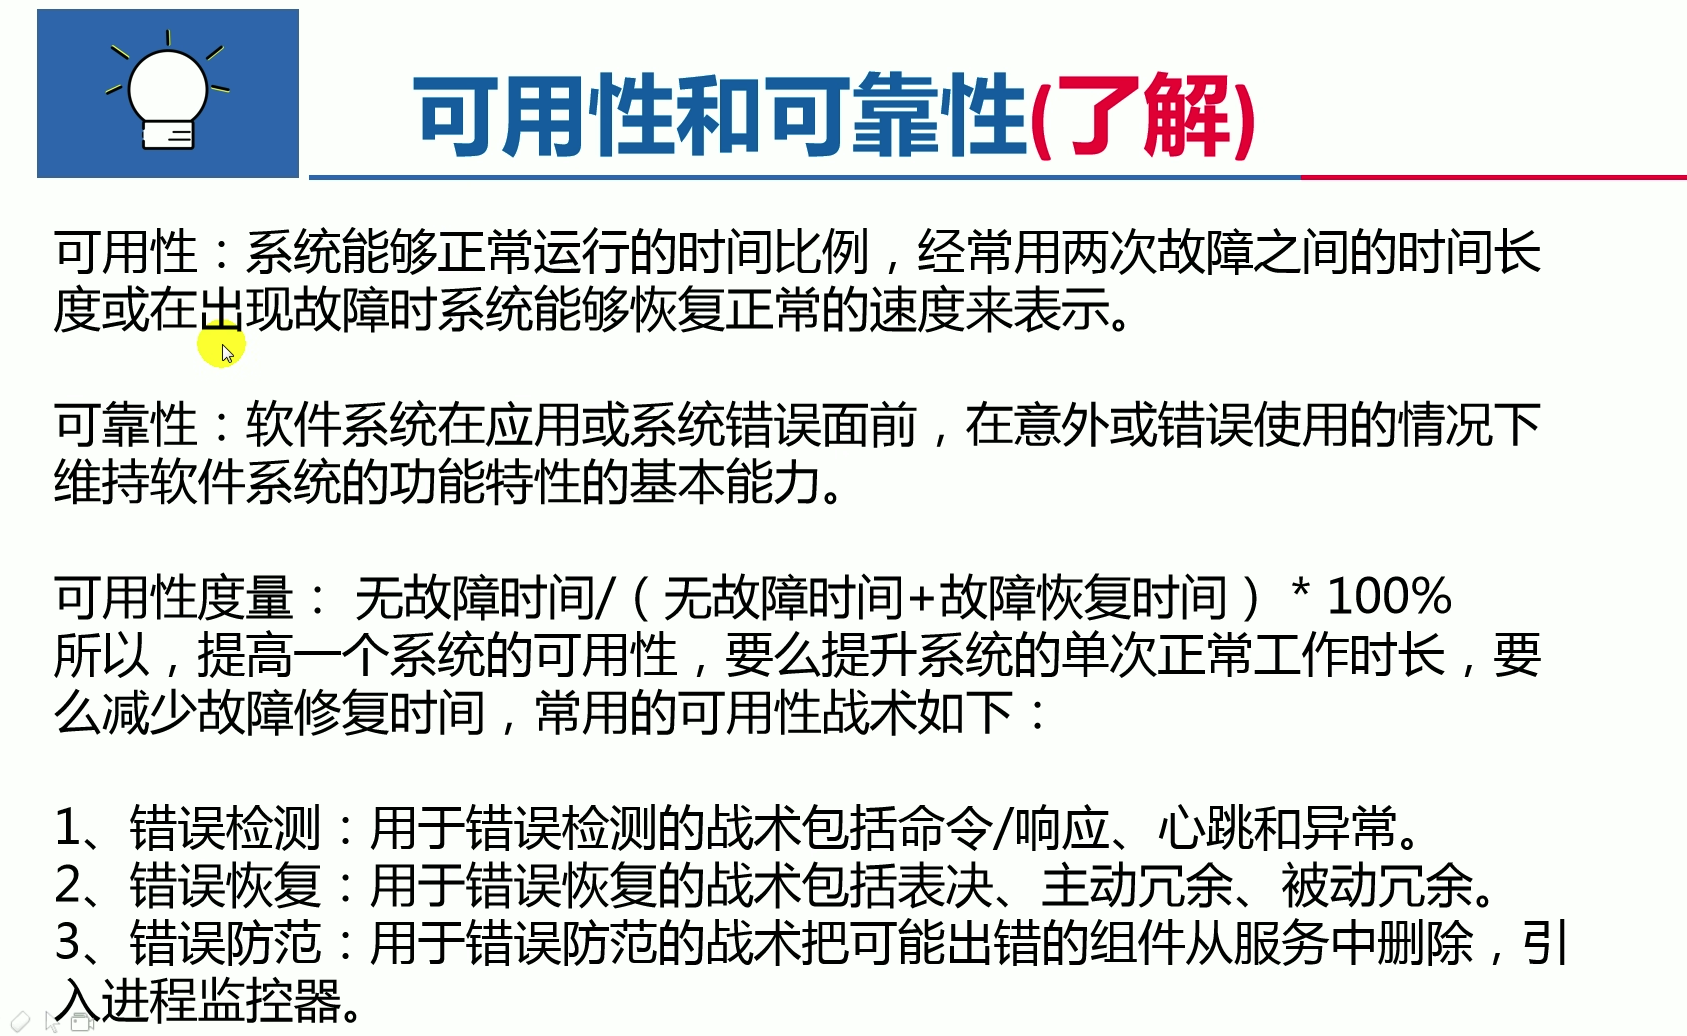 可用性和可靠性(了解)
可用性：系统能够正常运行的时间比例，经常用两次故障之间的时间长
度或在出现故障时系统能够恢复正常的速度来表示。
可靠性：软件系统在应用或系统错误面前，在意外或错误使用的情况下
维持软件系统的功能特性的基本能力。
可用性度量： 无故障时间/（无故障时间+故障恢复时间） * 100%
所以，提高一个系统的可用性，要么提升系统的单次正常工作时长，要
么减少故障修复时间，常用的可用性战术如下：
1、错误检测：用于错误检测的战术包括命令/响应、心跳和异常。
2、错误恢复：用于错误恢复的战术包括表决、主动冗余、被动冗余。
3、错误防范：用于错误防范的战术把可能出错的组件从服务中删除，引
入进程监控器。